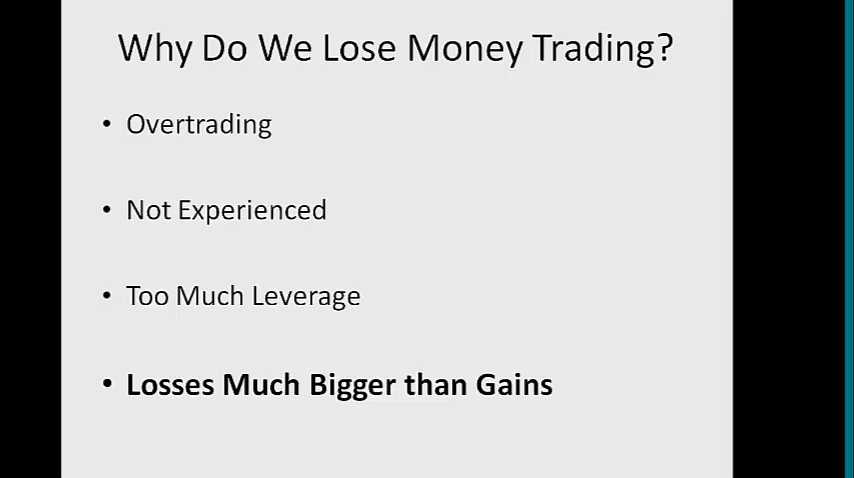 Why Do We Lose Money Trading?
• Overtrading
• Not Experienced
• Too Much Leverage
• Losses Much Bigger than Gains